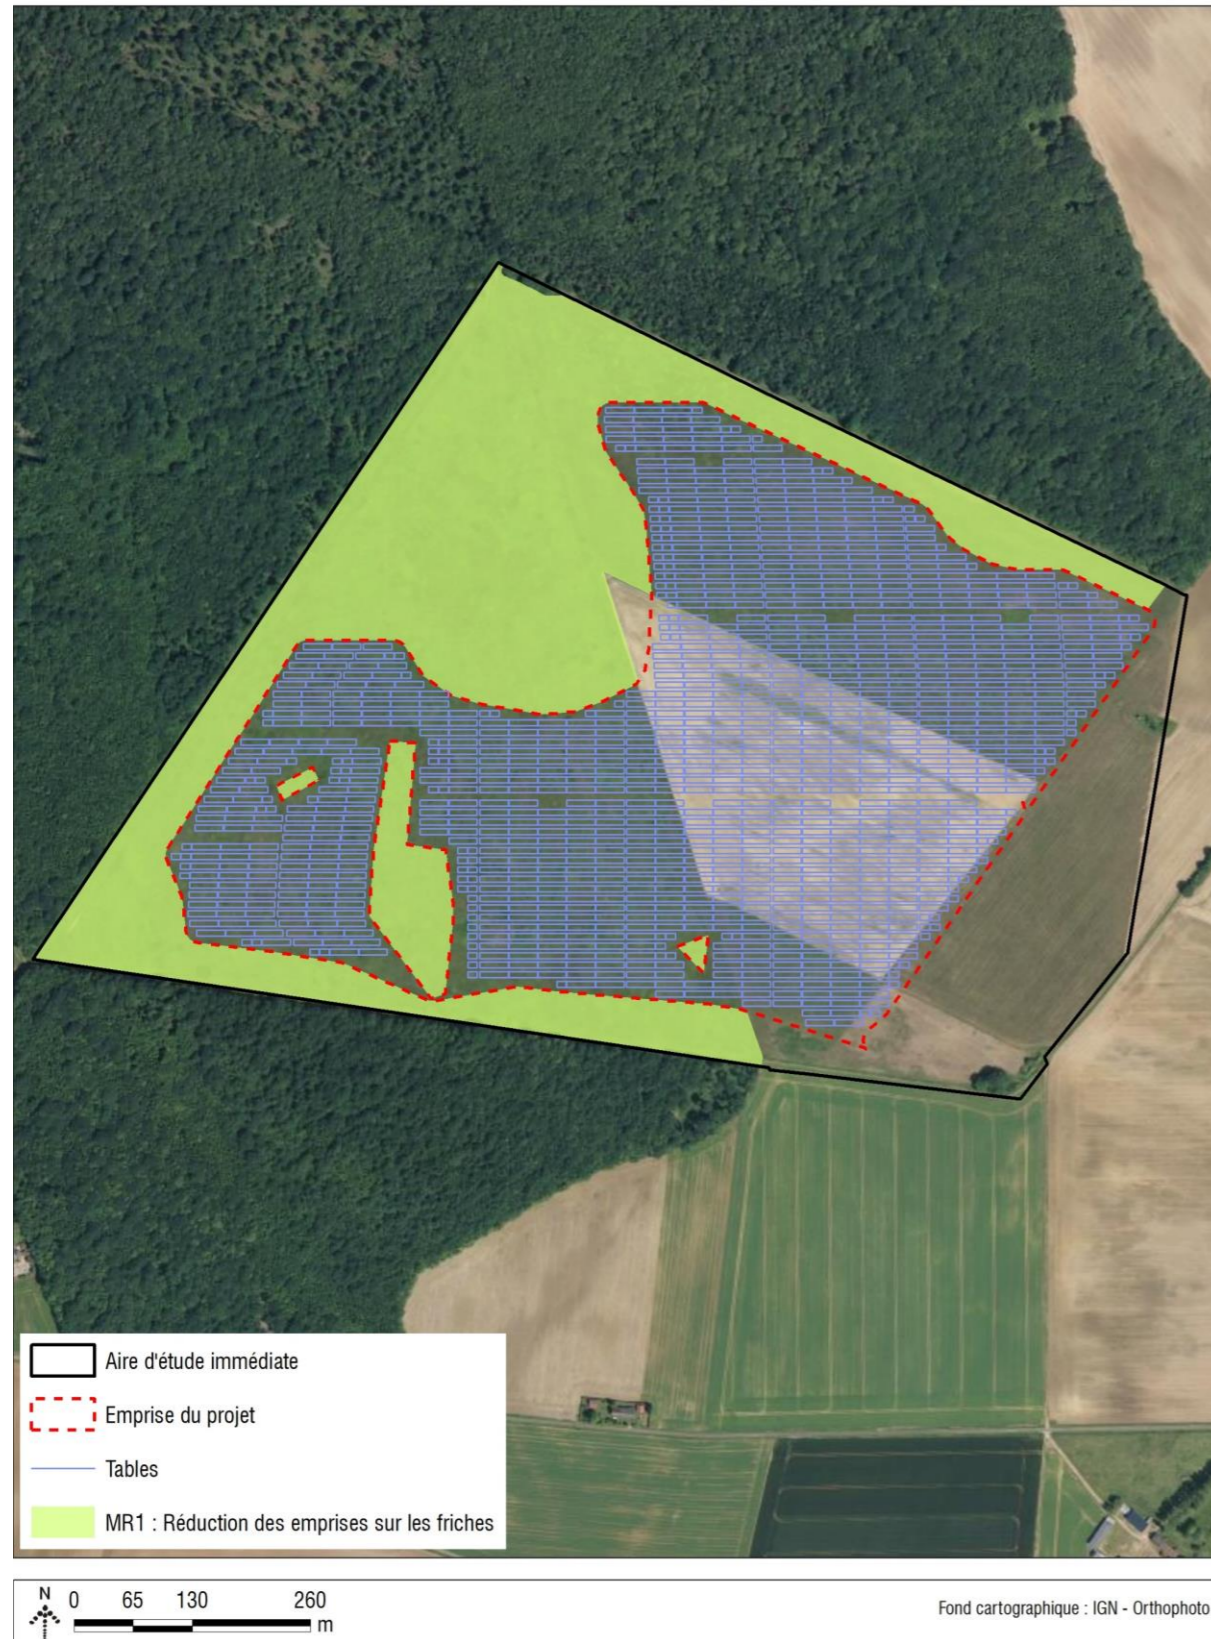 Aire d'étude immédiate
Emprise du projet
Tables
MR1 : Réduction des emprises sur les friches
N
0 65 130 260
m
Fond cartographique : IGN - Orthophoto